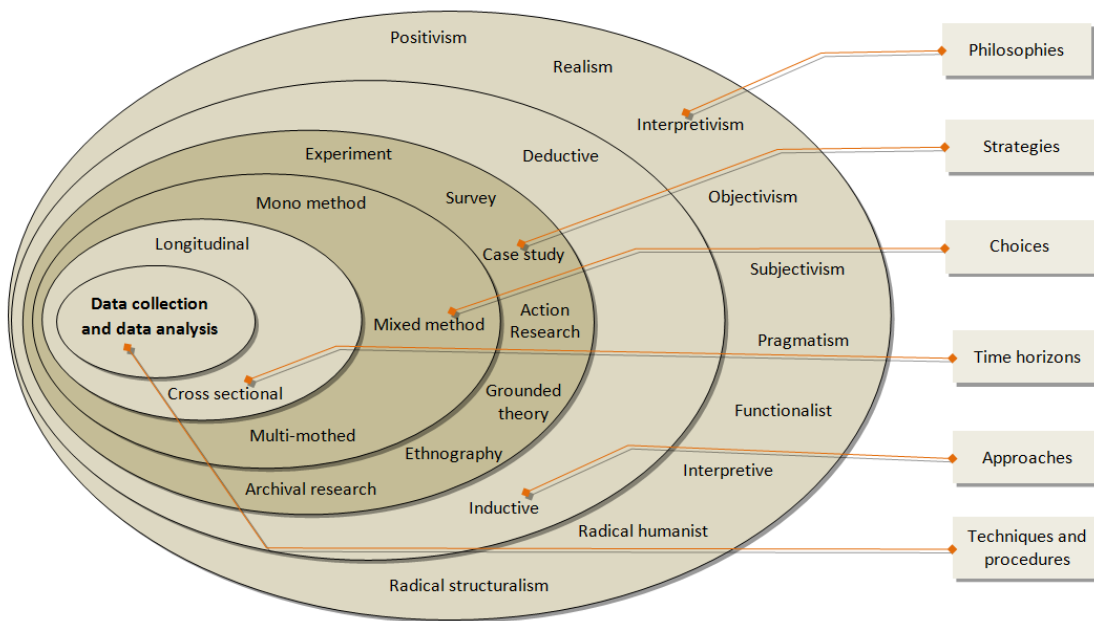 Positivism
Realism
Interpretivism
Objectivism
Subjectivism
Pragmatism
Functionalist
Interpretive
Radical humanist
Radical structuralism
Deductive
Inductive
Experiment
Survey
Case study
Action
Research
Grounded
theory
Ethnography
Archival research
Mono method
Mixed method
Multi-mothed
Longitudinal
Cross sectional
Data collection
and data analysis
Philosophies
Strategies
Choices
Time horizons
Approaches
Techniques and
procedures